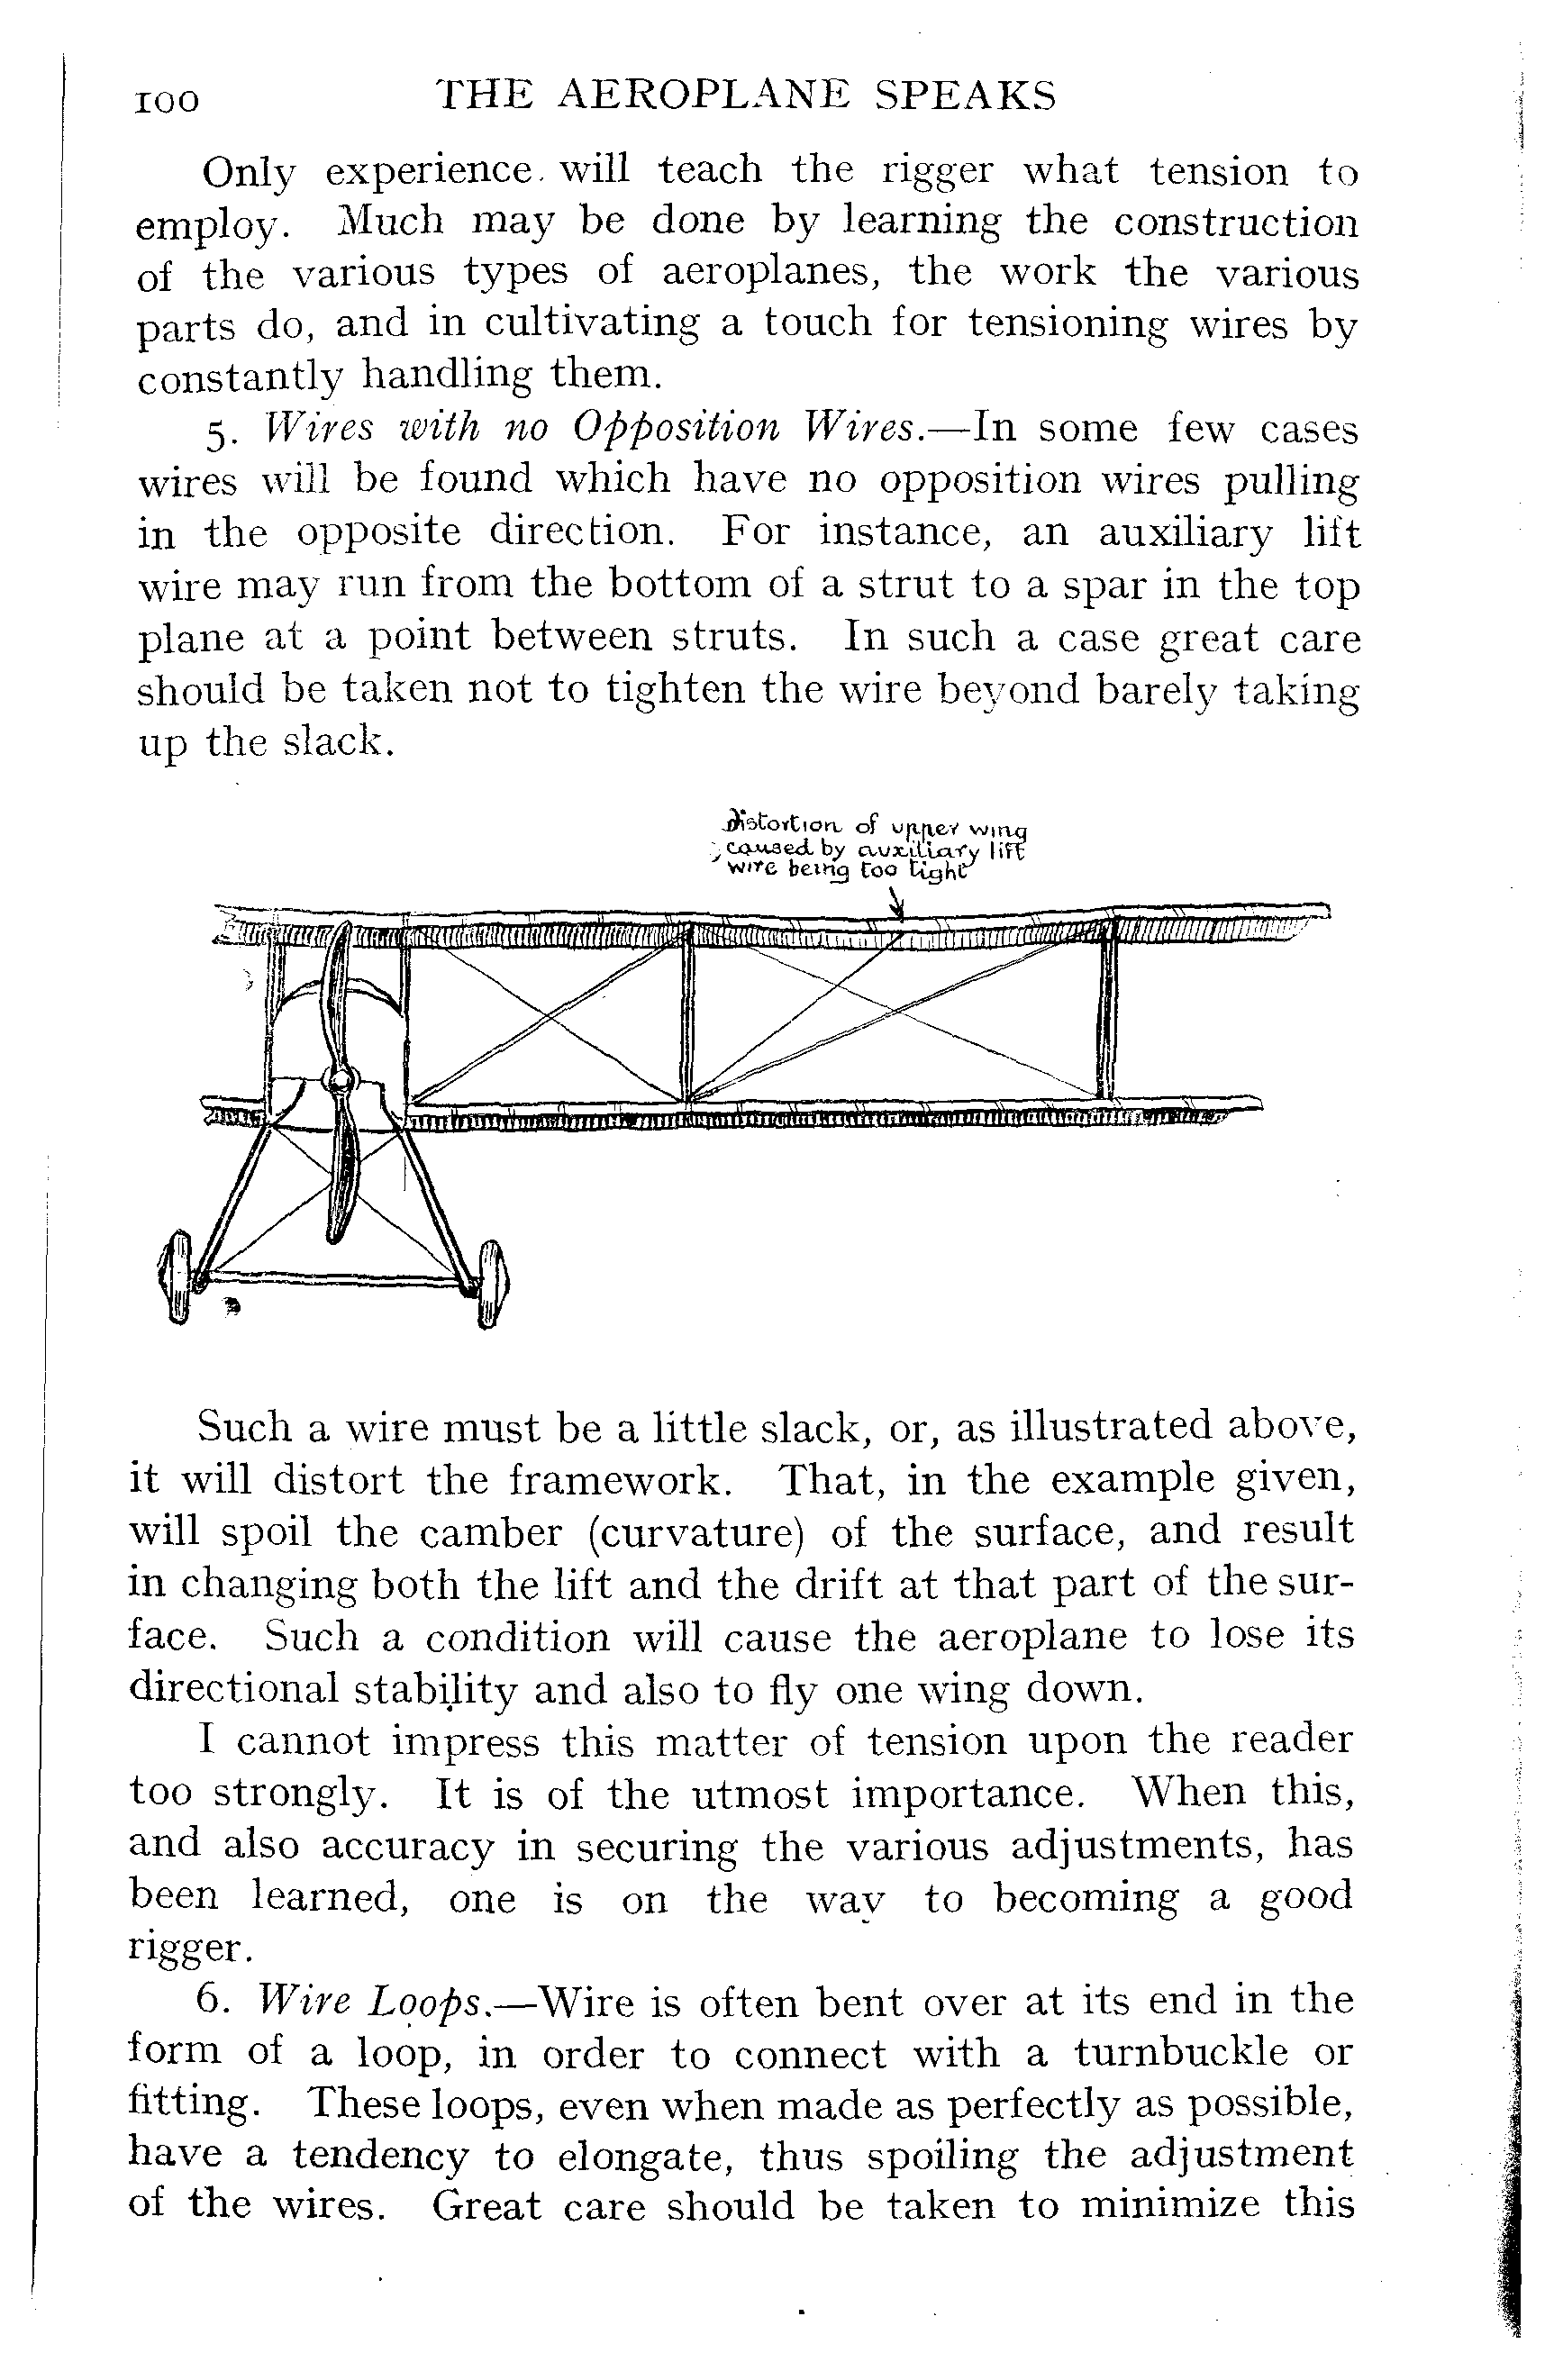 100 THE AEROPLANE SPEAKS
Only experience will teach the rigger what tension to
employ. Much may be done by learning the construction
of the various types of aeroplanes, the work the various
parts do, and in cultivating a touch for tensioning wires by
constantly handling them.
5. Wires with no Opposition Wires.—In some few cases
wires will be found which have no opposition wires pulling
in the opposite direction. For instance, an auxiliary lift
wire may run from the bottom of a strut to a spar in the top
plane at a point between struts. In such a case great care
should be taken not to tighten the wire beyond barely taking
up the slack.
Distortion of upper wing
caused by auxiliary lift
wire being too tight
Such a wire must be a little slack, or, as illustrated above,
it will distort the framework. That, in the example given,
will spoil the camber (curvature) of the surface, and result
in changing both the lift and the drift at that part of the sur-
face. Such a condition will cause the aeroplane to lose its
directional stability and also to fly one wing down.
I cannot impress this matter of tension upon the reader
too strongly. It is of the utmost importance. When this,
and also accuracy in securing the various adjustments, has
been learned, one is on the way to becoming a good
rigger.
6. Wire Loops.—Wire is often bent over at its end in the
form of a loop, in order to connect with a turnbuckle or
fitting. These loops, even when made as perfectly as possible,
have a tendency to elongate, thus spoiling the adjustment
of the wires. Great care should be taken to minimize this